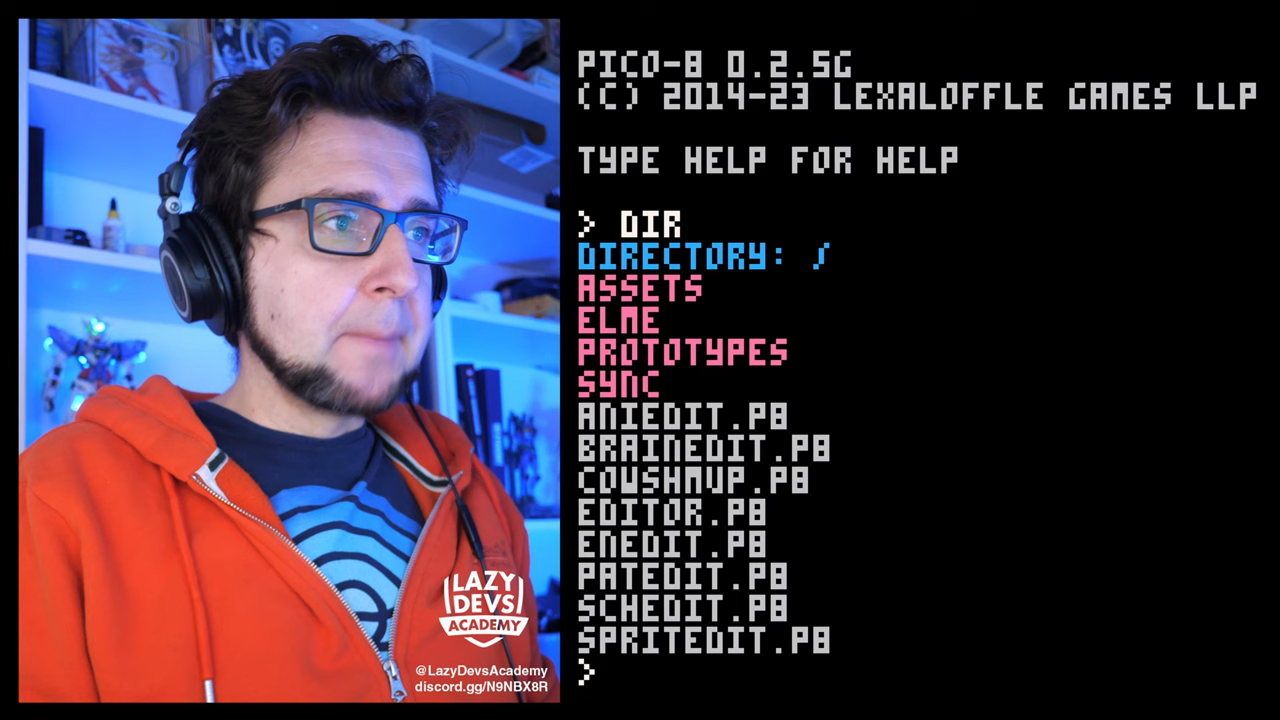 PICO-8 0.2.5G
(C) 2014-23 LEXALOFFLE GAMES LLP
TYPE HELP FOR HELP
> DIR
DIRECTORY: /
ASSETS
ELME
PROTOTYPES
SYNC
ANIEDIT.P8
BRAINEDIT.P8
COWSHMUP.P8
EDITOR.P8
ENEDIT.P8
PATEDIT.P8
SCHEDIT.P8
SPRITEDIT.P8
>
LAZY
DEVS
ACADEMY
@LazyDevsAcademy
discord.gg/N9NBX8R